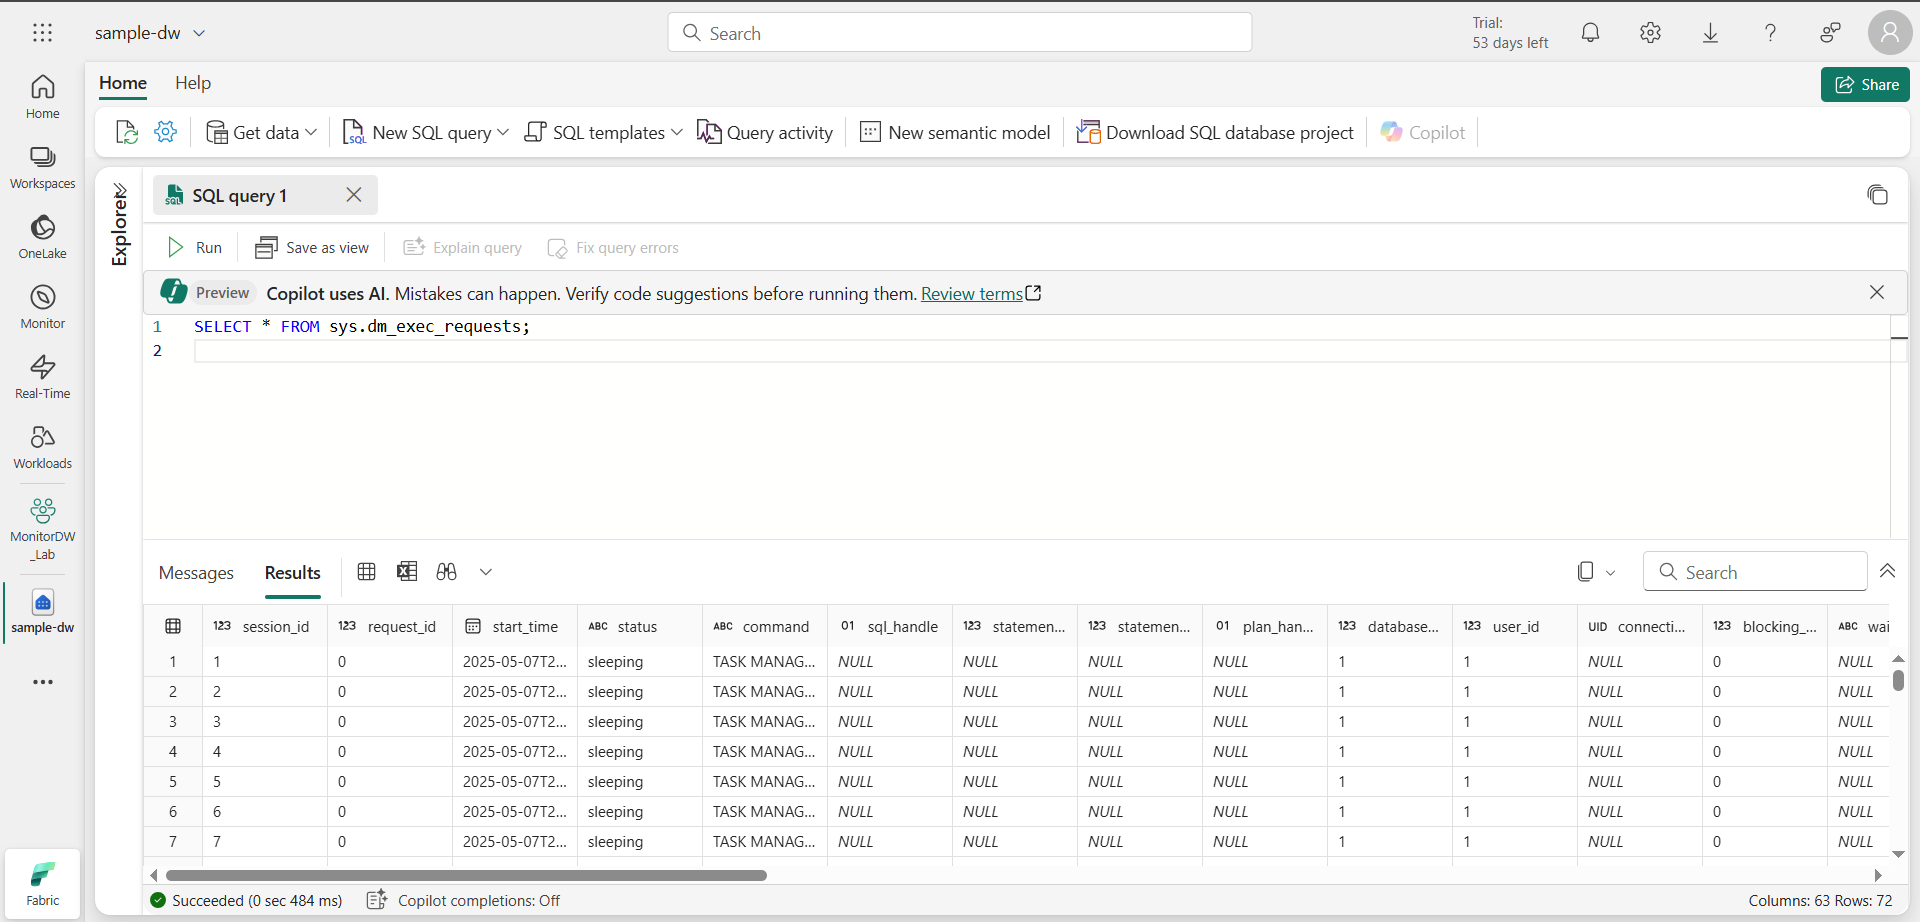 sample-dw
Search
Trial:
53 days left
Home
Help
Share
Get data
New SQL query
SQL templates
Query activity
New semantic model
Download SQL database project
Copilot
Home
Workspaces
OneLake
Monitor
Real-Time
Workloads
MonitorDW
_Lab
sample-dw
Fabric
Explorer
SQL query 1
Run
Save as view
Explain query
Fix query errors
Preview Copilot uses AI. Mistakes can happen. Verify code suggestions before running them. Review terms
1 SELECT * FROM sys.dm_exec_requests;
2
Messages
Results
Search
123 session_id 123 request_id start_time ABC status ABC command 01 sql_handle 123 statemen... 123 statemen... 01 plan_han... 123 database... 123 user_id UID connecti... 123 blocking_... ABC wai
1 1 0 2025-05-07T2... sleeping TASK MANAG... NULL NULL NULL NULL 1 1 NULL 0 NULL
2 2 0 2025-05-07T2... sleeping TASK MANAG... NULL NULL NULL NULL 1 1 NULL 0 NULL
3 3 0 2025-05-07T2... sleeping TASK MANAG... NULL NULL NULL NULL 1 1 NULL 0 NULL
4 4 0 2025-05-07T2... sleeping TASK MANAG... NULL NULL NULL NULL 1 1 NULL 0 NULL
5 5 0 2025-05-07T2... sleeping TASK MANAG... NULL NULL NULL NULL 1 1 NULL 0 NULL
6 6 0 2025-05-07T2... sleeping TASK MANAG... NULL NULL NULL NULL 1 1 NULL 0 NULL
7 7 0 2025-05-07T2... sleeping TASK MANAG... NULL NULL NULL NULL 1 1 NULL 0 NULL
Succeeded (0 sec 484 ms)
Copilot completions: Off
Columns: 63 Rows: 72